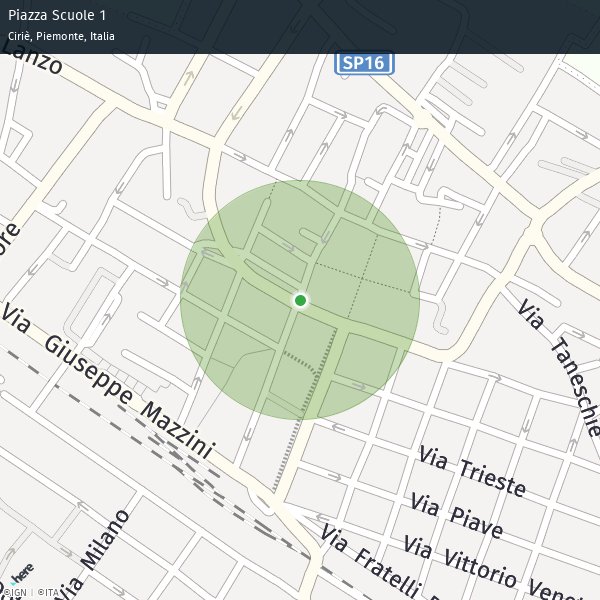 Piazza Scuole 1
Ciriè, Piemonte, Italia
Lanzo
SP16
ore
Via Giuseppe Mazzini
Via Taneschie
Via Trieste
Via Piave
Via Vittorio Vene
Via Fratelli
Via Milano
here
©IGN | ©ITA